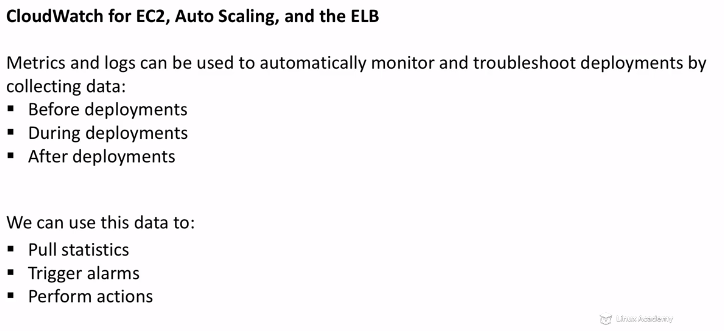 CloudWatch for EC2, Auto Scaling, and the ELB
Metrics and logs can be used to automatically monitor and troubleshoot deployments by
collecting data:
▪ Before deployments
▪ During deployments
▪ After deployments
We can use this data to:
▪ Pull statistics
▪ Trigger alarms
▪ Perform actions
Linux Academy